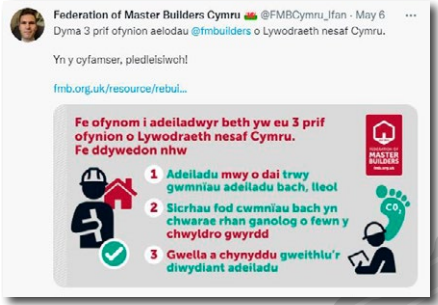 Federation of Master Builders Cymru 🏴󠁧󠁢󠁷󠁬󠁳󠁿 @FMBCymru_Ifan · May 6 ...
Dyma 3 prif ofynion aelodau @fmbuilders o Lywodraeth nesaf Cymru.
Yn y cyfamser, pledleisiwch!
fmb.org.uk/resource/rebui...
Fe ofynom i adeiladwyr beth yw eu 3 prif
ofynion o Lywodraeth nesaf Cymru.
Fe ddywedon nhw
FEDERATION OF
MASTER
BUILDERS
fmb.org.uk
1 Adeiladu mwy o dai trwy
gwmnïau adeiladu bach, lleol
2 Sicrhau fod cwmnïau bach yn
chwarae rhan ganolog o fewn y
chwyldro gwyrdd
CO₂
3 Gwella a chynyddu gweithlu'r
diwydiant adeiladu